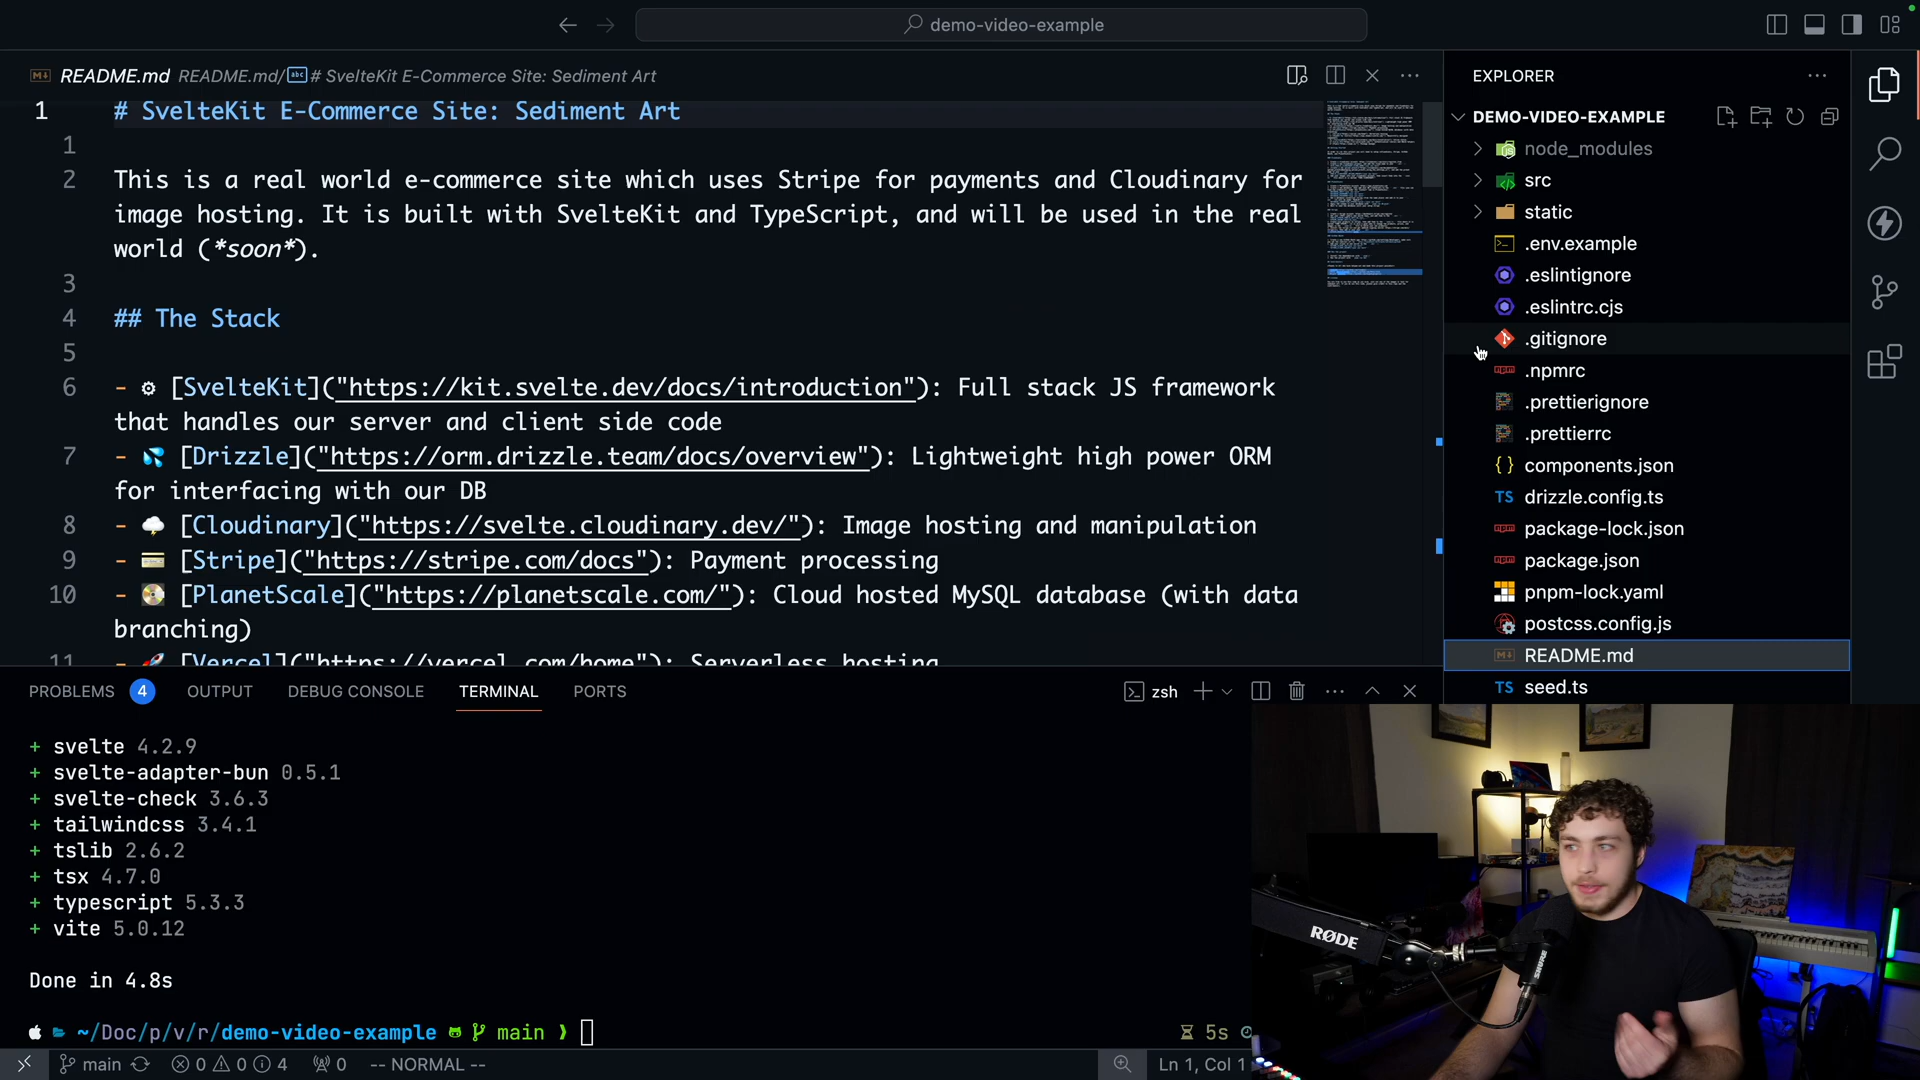 demo-video-example
README.md README.md/ # SvelteKit E-Commerce Site: Sediment Art
1 # SvelteKit E-Commerce Site: Sediment Art
1
2 This is a real world e-commerce site which uses Stripe for payments and Cloudinary for
image hosting. It is built with SvelteKit and TypeScript, and will be used in the real
world (*soon*).
3
4 ## The Stack
5
6 - ⚙ [SvelteKit]("https://kit.svelte.dev/docs/introduction"): Full stack JS framework
that handles our server and client side code
7 - 💦 [Drizzle]("https://orm.drizzle.team/docs/overview"): Lightweight high power ORM
for interfacing with our DB
8 - 🌩 [Cloudinary]("https://svelte.cloudinary.dev/"): Image hosting and manipulation
9 - 💳 [Stripe]("https://stripe.com/docs"): Payment processing
10 - 💽 [PlanetScale]("https://planetscale.com/"): Cloud hosted MySQL database (with data
branching)
11 - 🚀 [Vercel]("https://vercel.com/home"): Serverless hosting
EXPLORER
DEMO-VIDEO-EXAMPLE
node_modules
src
static
.env.example
.eslintignore
.eslintrc.cjs
.gitignore
.npmrc
.prettierignore
.prettierrc
components.json
drizzle.config.ts
package-lock.json
package.json
pnpm-lock.yaml
postcss.config.js
README.md
seed.ts
PROBLEMS 4 OUTPUT DEBUG CONSOLE TERMINAL PORTS
zsh
+ svelte 4.2.9
+ svelte-adapter-bun 0.5.1
+ svelte-check 3.6.3
+ tailwindcss 3.4.1
+ tslib 2.6.2
+ tsx 4.7.0
+ typescript 5.3.3
+ vite 5.0.12
Done in 4.8s
~/Doc/p/v/r/demo-video-example main ❯
5s
main 0 0 4 0 -- NORMAL --
Ln 1, Col 1
RØDE
SHURE